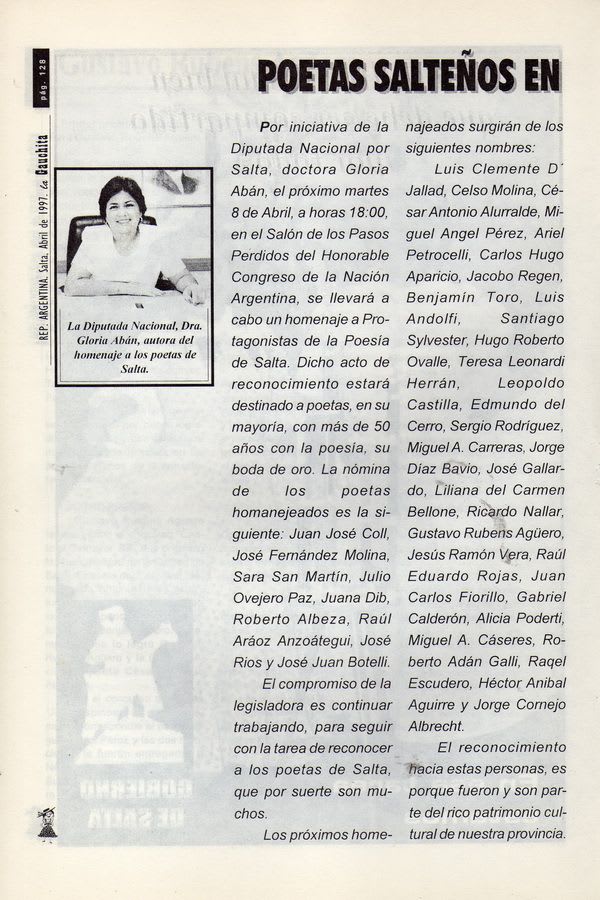 pág. 128
REP. ARGENTINA. Salta, Abril de 1997. La Gauchita
POETAS SALTEÑOS EN
La Diputada Nacional, Dra.
Gloria Abán, autora del
homenaje a los poetas de
Salta.
Por iniciativa de la
Diputada Nacional por
Salta, doctora Gloria
Abán, el próximo martes
8 de Abril, a horas 18:00,
en el Salón de los Pasos
Perdidos del Honorable
Congreso de la Nación
Argentina, se llevará a
cabo un homenaje a Pro-
tagonistas de la Poesía
de Salta. Dicho acto de
reconocimiento estará
destinado a poetas, en su
mayoría, con más de 50
años con la poesía, su
boda de oro. La nómina
de los poetas
homanejeados es la si-
guiente: Juan José Coll,
José Fernández Molina,
Sara San Martín, Julio
Ovejero Paz, Juana Dib,
Roberto Albeza, Raúl
Aráoz Anzoátegui, José
Rios y José Juan Botelli.
El compromiso de la
legisladora es continuar
trabajando, para seguir
con la tarea de reconocer
a los poetas de Salta,
que por suerte son mu-
chos.
Los próximos home-
najeados surgirán de los
siguientes nombres:
Luis Clemente D´
Jallad, Celso Molina, Cé-
sar Antonio Alurralde, Mi-
guel Angel Pérez, Ariel
Petrocelli, Carlos Hugo
Aparicio, Jacobo Regen,
Benjamín Toro, Luis
Andolfi, Santiago
Sylvester, Hugo Roberto
Ovalle, Teresa Leonardi
Herrán, Leopoldo
Castilla, Edmundo del
Cerro, Sergio Rodríguez,
Miguel A. Carreras, Jorge
Díaz Bavio, José Gallar-
do, Liliana del Carmen
Bellone, Ricardo Nallar,
Gustavo Rubens Agüero,
Jesús Ramón Vera, Raúl
Eduardo Rojas, Juan
Carlos Fiorillo, Gabriel
Calderón, Alicia Poderti,
Miguel A. Cáseres, Ro-
berto Adán Galli, Raqel
Escudero, Héctor Anibal
Aguirre y Jorge Cornejo
Albrecht.
El reconocimiento
hacia estas personas, es
porque fueron y son par-
te del rico patrimonio cul-
tural de nuestra provincia.